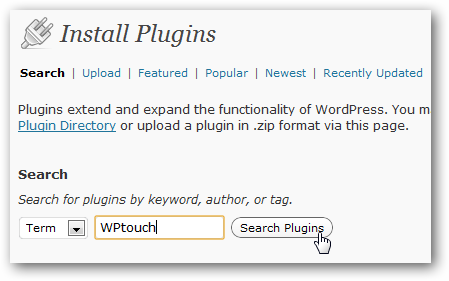 Install Plugins
Search | Upload | Featured | Popular | Newest | Recently Updated
Plugins extend and expand the functionality of WordPress. You
Plugin Directory or upload a plugin in .zip format via this page.
Search
Search for plugins by keyword, author, or tag.
Term WPtouch Search Plugins